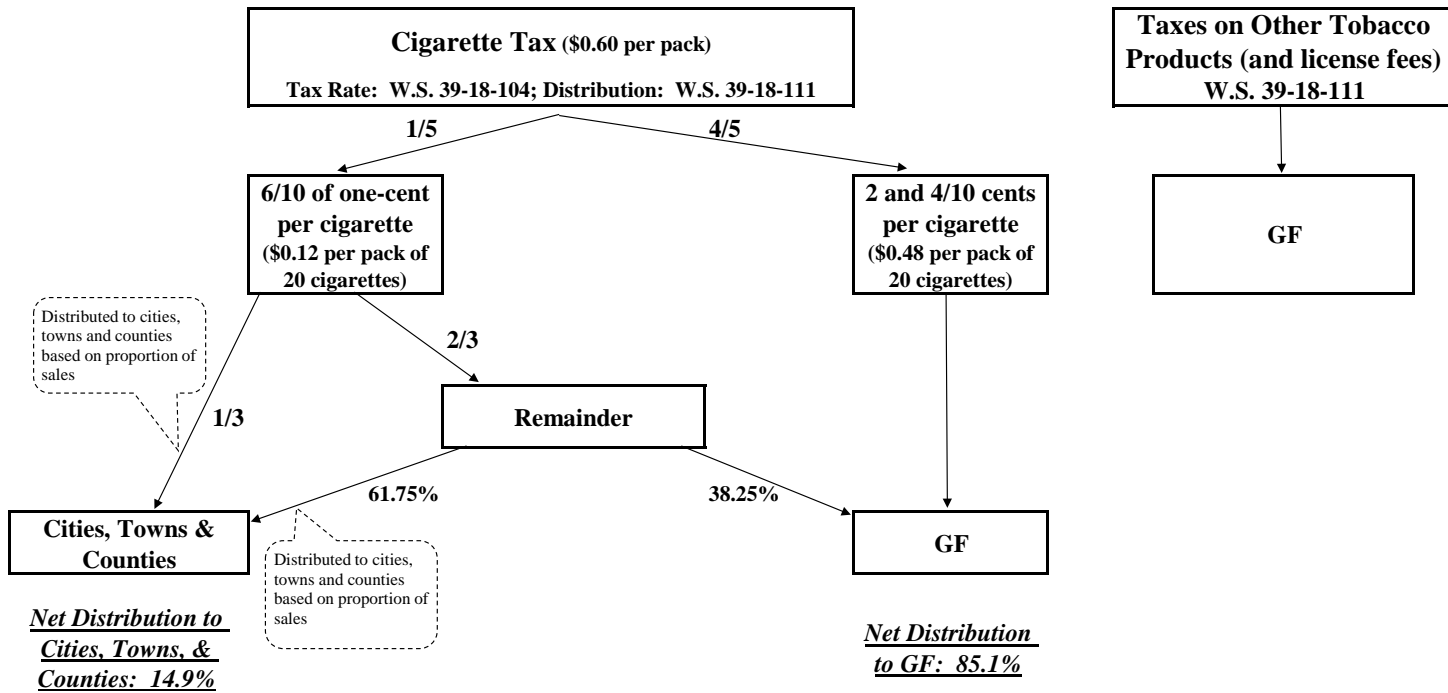 Cigarette Tax ($0.60 per pack)
Tax Rate: W.S. 39-18-104; Distribution: W.S. 39-18-111
Taxes on Other Tobacco
Products (and license fees)
W.S. 39-18-111
1/5
4/5
6/10 of one-cent
per cigarette
($0.12 per pack of
20 cigarettes)
2 and 4/10 cents
per cigarette
($0.48 per pack of
20 cigarettes)
GF
Distributed to cities,
towns and counties
based on proportion of
sales
2/3
1/3
Remainder
61.75%
38.25%
Cities, Towns &
Counties
Distributed to cities,
towns and counties
based on proportion of
sales
GF
Net Distribution to
Cities, Towns, &
Counties: 14.9%
Net Distribution
to GF: 85.1%